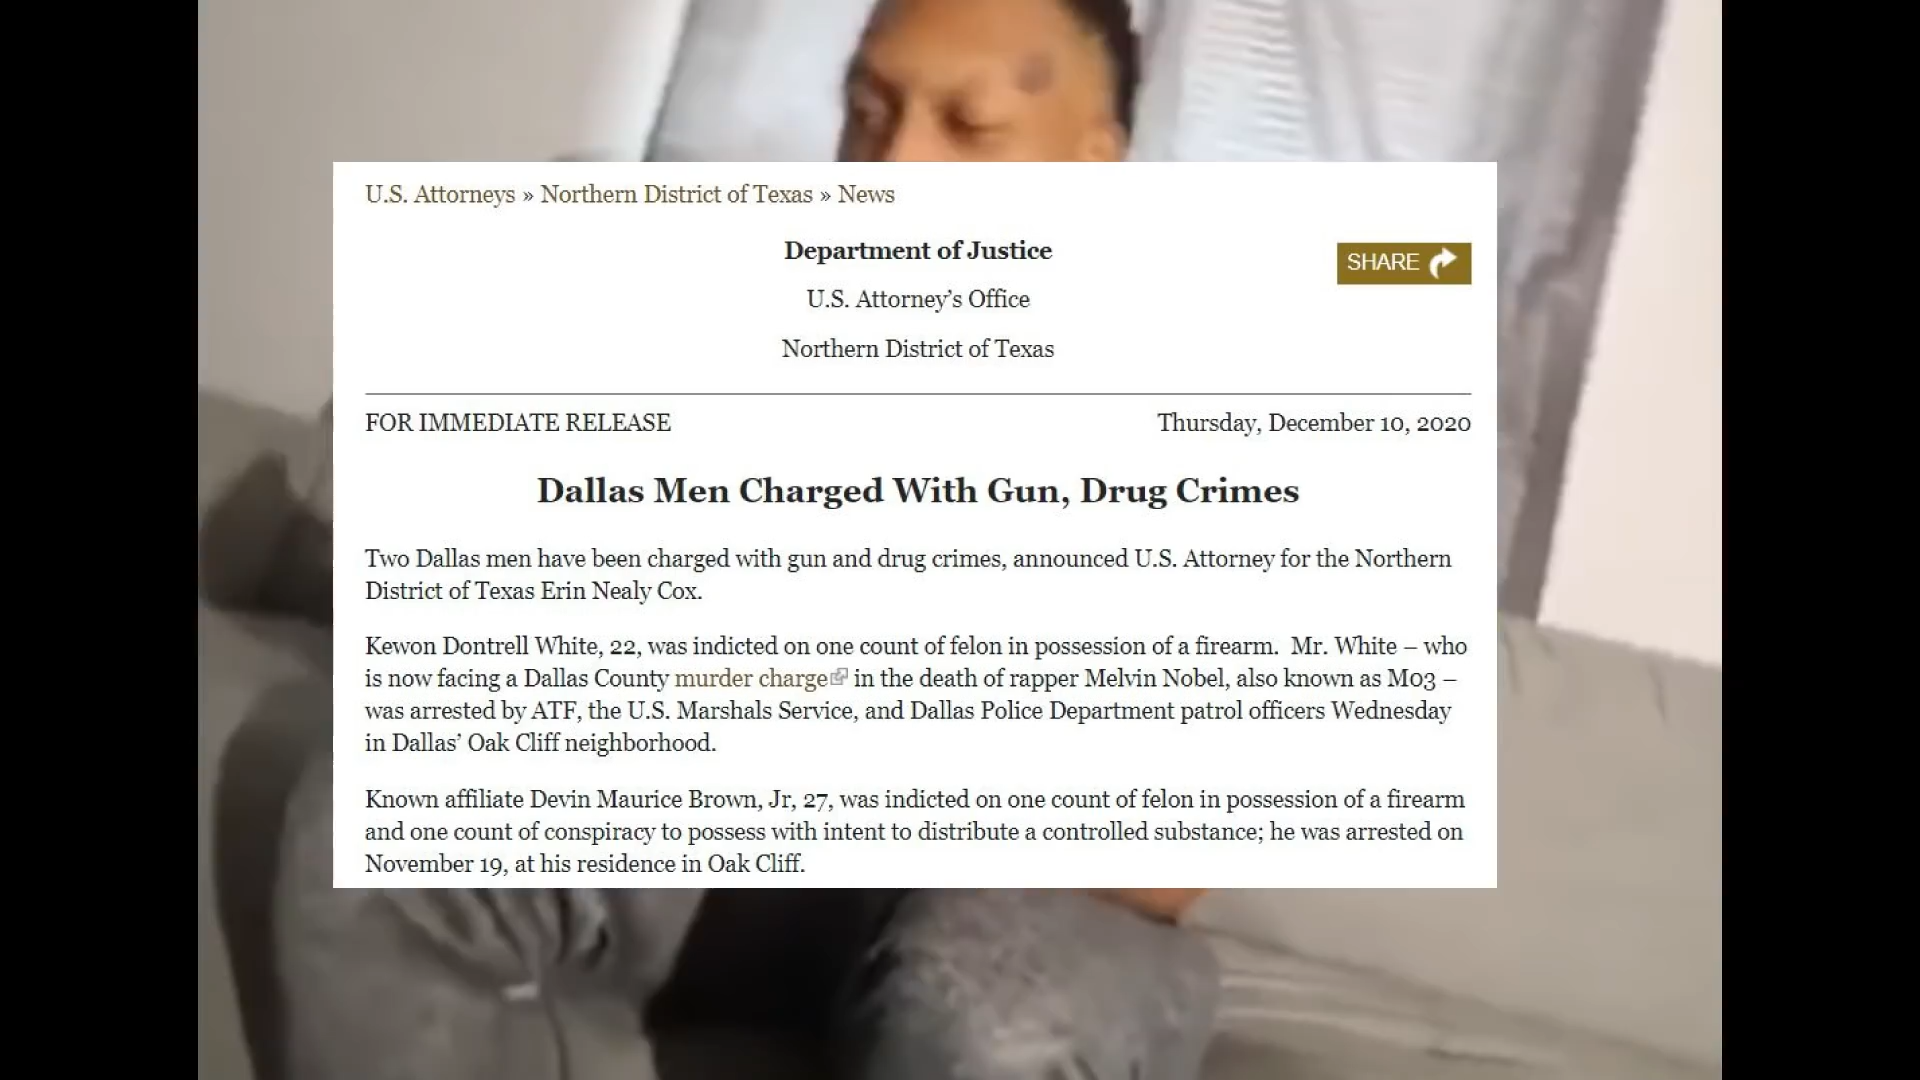 U.S. Attorneys » Northern District of Texas » News
Department of Justice
SHARE
U.S. Attorney’s Office
Northern District of Texas
FOR IMMEDIATE RELEASE
Thursday, December 10, 2020
Dallas Men Charged With Gun, Drug Crimes
Two Dallas men have been charged with gun and drug crimes, announced U.S. Attorney for the Northern
District of Texas Erin Nealy Cox.
Kewon Dontrell White, 22, was indicted on one count of felon in possession of a firearm.  Mr. White – who
is now facing a Dallas County murder charge in the death of rapper Melvin Nobel, also known as Mo3 –
was arrested by ATF, the U.S. Marshals Service, and Dallas Police Department patrol officers Wednesday
in Dallas’ Oak Cliff neighborhood.
Known affiliate Devin Maurice Brown, Jr, 27, was indicted on one count of felon in possession of a firearm
and one count of conspiracy to possess with intent to distribute a controlled substance; he was arrested on
November 19, at his residence in Oak Cliff.